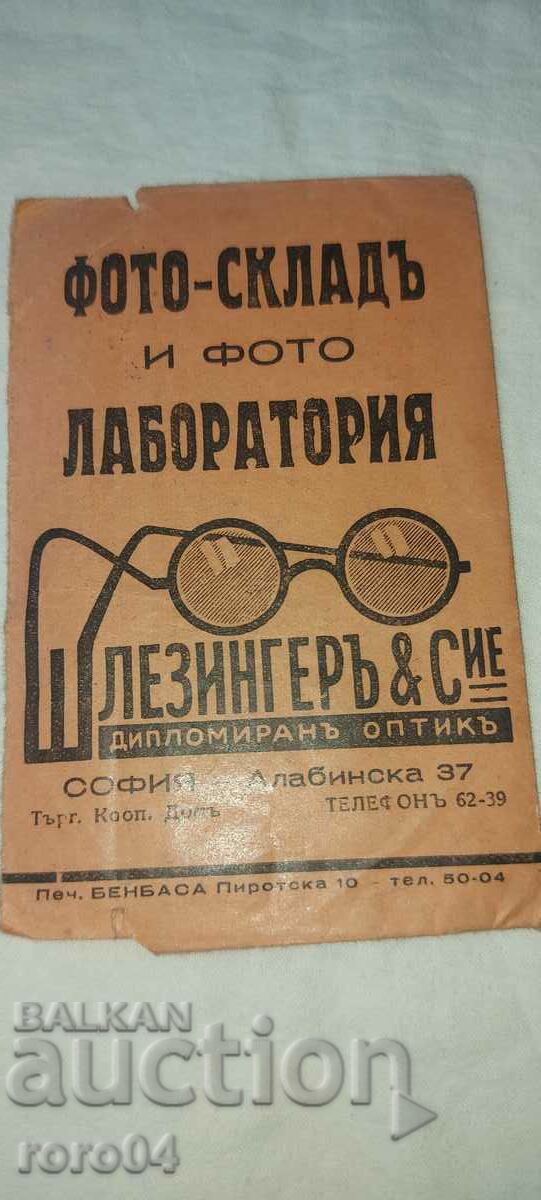 ФОТО-СКЛАДЪ
И ФОТО
ЛАБОРАТОРИЯ
ШЛЕЗИНГЕРЪ & СИЕ
ДИПЛОМИРАНЪ ОПТИКЪ
СОФИЯ - Алабинска 37
Търг. Кооп. Домъ ТЕЛЕФОНЪ 62-39
Печ. БЕНБАСА Пиротска 10 - тел. 50-04
BALKAN
auction
roro04